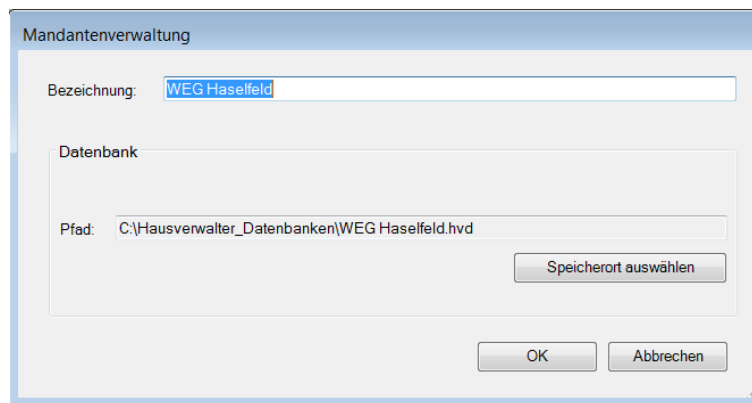 Mandantenverwaltung
Bezeichnung: WEG Haselfeld
Datenbank
Pfad: C:\Hausverwalter_Datenbanken\WEG Haselfeld.hvd
Speicherort auswählen
OK Abbrechen